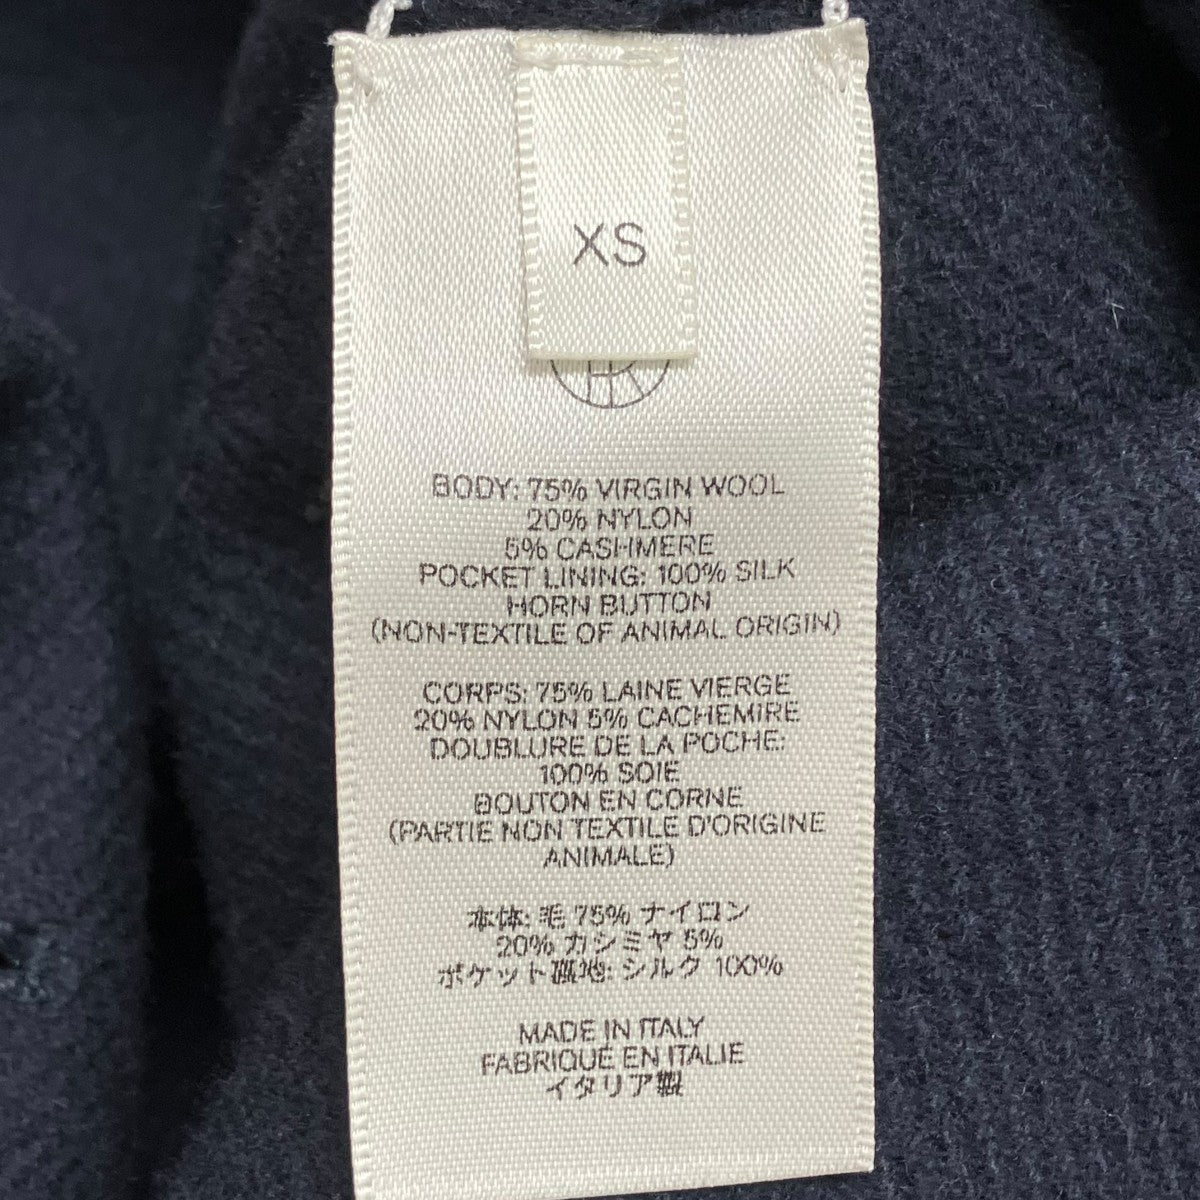 XS
BODY: 75% VIRGIN WOOL
20% NYLON
5% CASHMERE
POCKET LINING: 100% SILK
HORN BUTTON
(NON-TEXTILE OF ANIMAL ORIGIN)
CORPS: 75% LAINE VIERGE
20% NYLON 5% CACHEMIRE
DOUBLURE DE LA POCHE:
100% SOIE
BOUTON EN CORNE
(PARTIE NON TEXTILE D'ORIGINE
ANIMALE)
本体: 毛 75% ナイロン
20% カシミヤ 5%
ポケット裏地: シルク 100%
MADE IN ITALY
FABRIQUÉ EN ITALIE
イタリア製